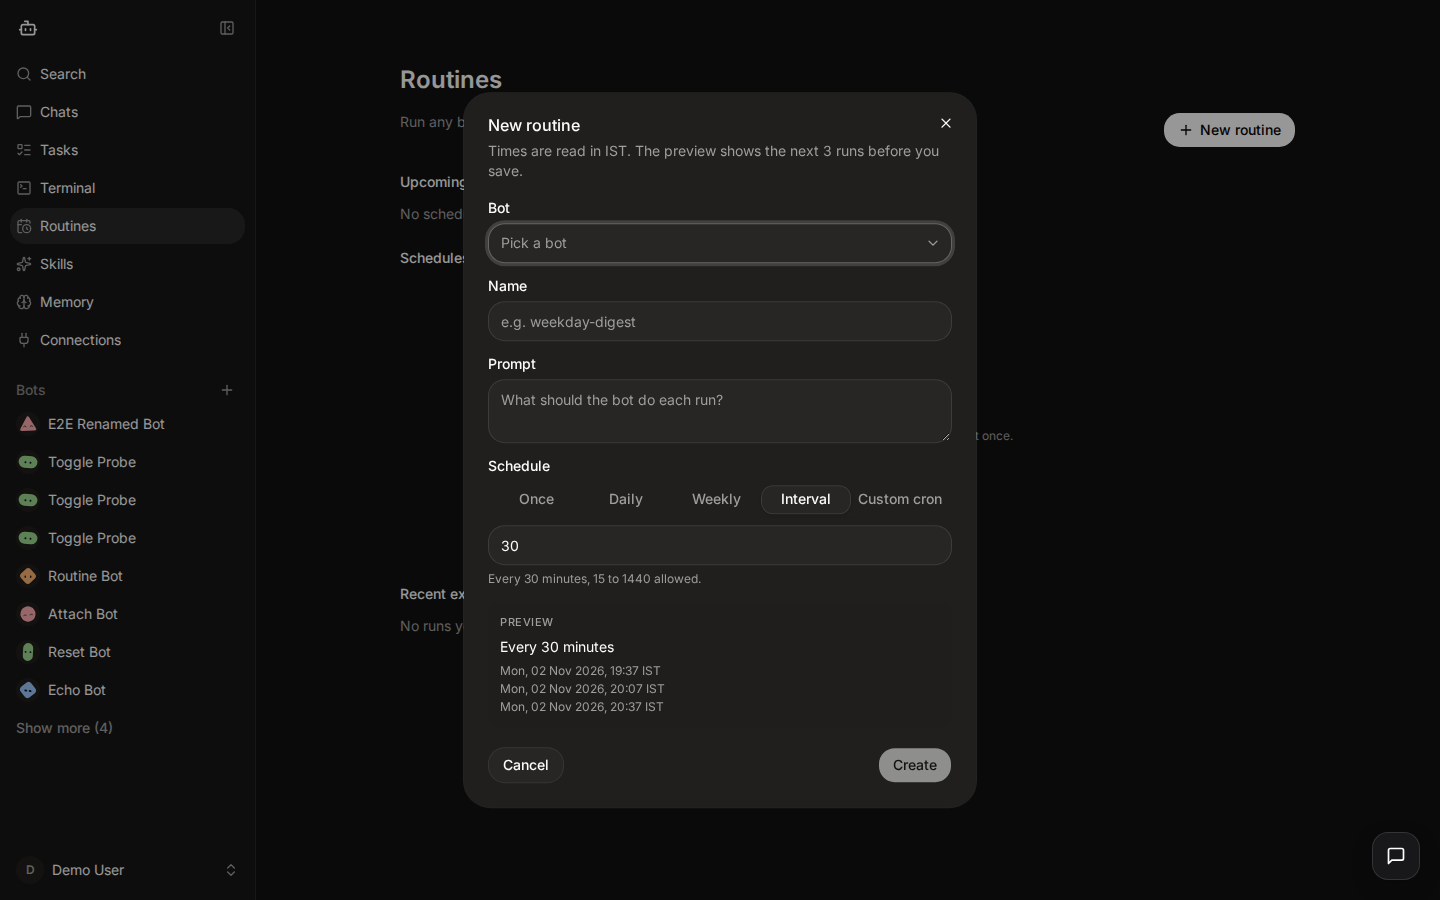 Search
Chats
Tasks
Terminal
Routines
Skills
Memory
Connections
Bots
E2E Renamed Bot
Toggle Probe
Toggle Probe
Toggle Probe
Routine Bot
Attach Bot
Reset Bot
Echo Bot
Show more (4)
D
Demo User
Routines
Run any b
New routine
Upcoming
No sched
Schedules
t once.
Recent ex
No runs y
New routine
Times are read in IST. The preview shows the next 3 runs before you
save.
Bot
Pick a bot
Name
e.g. weekday-digest
Prompt
What should the bot do each run?
Schedule
Once Daily Weekly Interval Custom cron
30
Every 30 minutes, 15 to 1440 allowed.
PREVIEW
Every 30 minutes
Mon, 02 Nov 2026, 19:37 IST
Mon, 02 Nov 2026, 20:07 IST
Mon, 02 Nov 2026, 20:37 IST
Cancel
Create